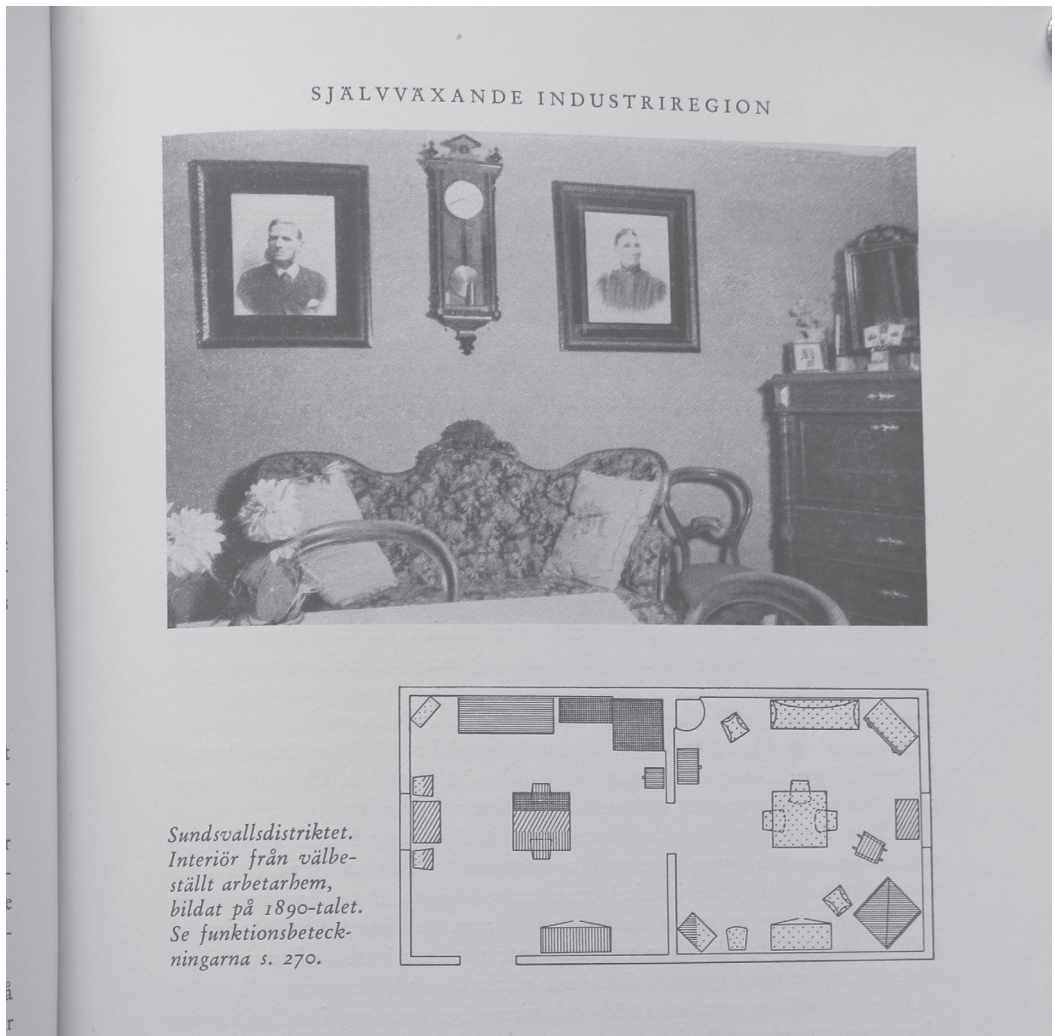 SJÄLVVÄXANDE INDUSTRIREGION
Sundsvallsdistriktet.
Interiör från välbe-
ställt arbetarhem,
bildat på 1890-talet.
Se funktionsbeteck-
ningarna s. 270.